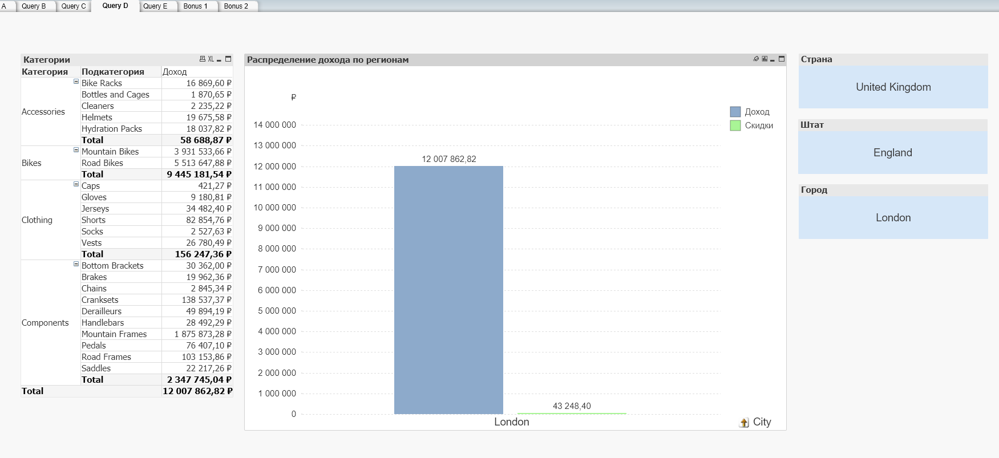 A Query B Query C Query D Query E Bonus 1 Bonus 2
Категории XL
Категория Подкатегория Доход
Accessories
Bike Racks 16 869,60 ₽
Bottles and Cages 1 870,65 ₽
Cleaners 2 235,22 ₽
Helmets 19 675,58 ₽
Hydration Packs 18 037,82 ₽
Total 58 688,87 ₽
Bikes
Mountain Bikes 3 931 533,66 ₽
Road Bikes 5 513 647,88 ₽
Total 9 445 181,54 ₽
Clothing
Caps 421,27 ₽
Gloves 9 180,81 ₽
Jerseys 34 482,40 ₽
Shorts 82 854,76 ₽
Socks 2 527,63 ₽
Vests 26 780,49 ₽
Total 156 247,36 ₽
Components
Bottom Brackets 30 362,00 ₽
Brakes 19 962,36 ₽
Chains 2 845,34 ₽
Cranksets 138 537,37 ₽
Derailleurs 49 894,19 ₽
Handlebars 28 492,29 ₽
Mountain Frames 1 875 873,28 ₽
Pedals 76 407,10 ₽
Road Frames 103 153,86 ₽
Saddles 22 217,26 ₽
Total 2 347 745,04 ₽
Total 12 007 862,82 ₽
Распределение дохода по регионам
₽
14 000 000
13 000 000
12 000 000
11 000 000
10 000 000
9 000 000
8 000 000
7 000 000
6 000 000
5 000 000
4 000 000
3 000 000
2 000 000
1 000 000
0
12 007 862,82
43 248,40
London
City
Доход
Скидки
Страна
United Kingdom
Штат
England
Город
London